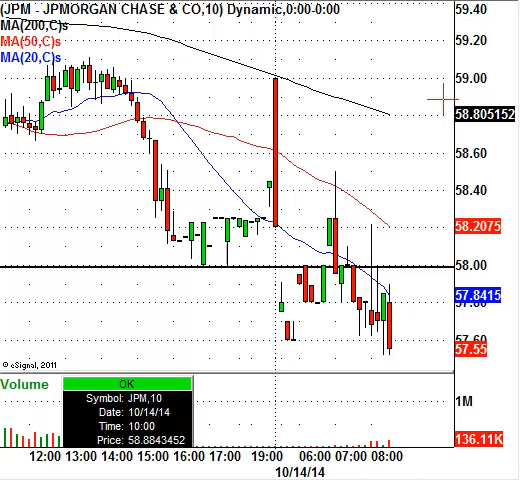 (JPM - JPMORGAN CHASE & CO,10) Dynamic,0:00-0:00
MA(200,C)s
MA(50,C)s
MA(20,C)s
59.40
59.20
59.00
58.805152
58.60
58.40
58.2075
58.00
57.8415
57.60
57.55
© eSignal, 2011
Volume
OK
Symbol: JPM,10
Date: 10/14/14
Time: 10:00
Price: 58.8843452
1M
136.11K
12:00 13:00 14:00 15:00 16:00 17:00 19:00 06:00 07:00 08:00
10/14/14